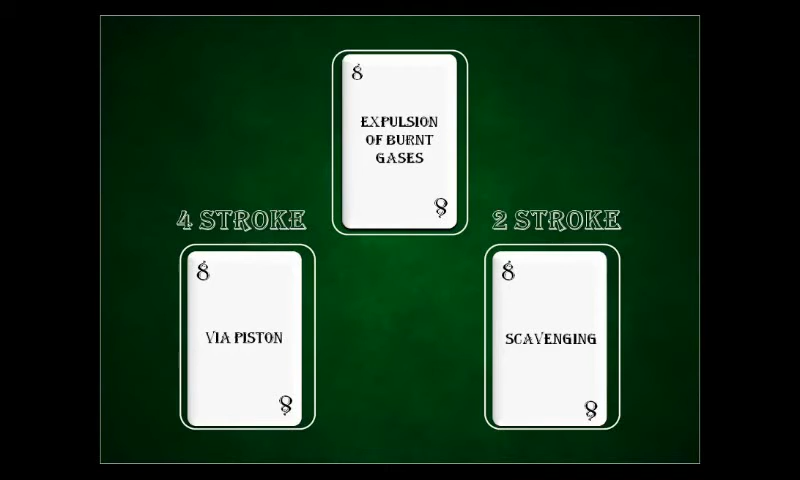 8
EXPULSION
OF BURNT
GASES
8
4 STROKE
2 STROKE
8
VIA PISTON
8
8
SCAVENGING
8